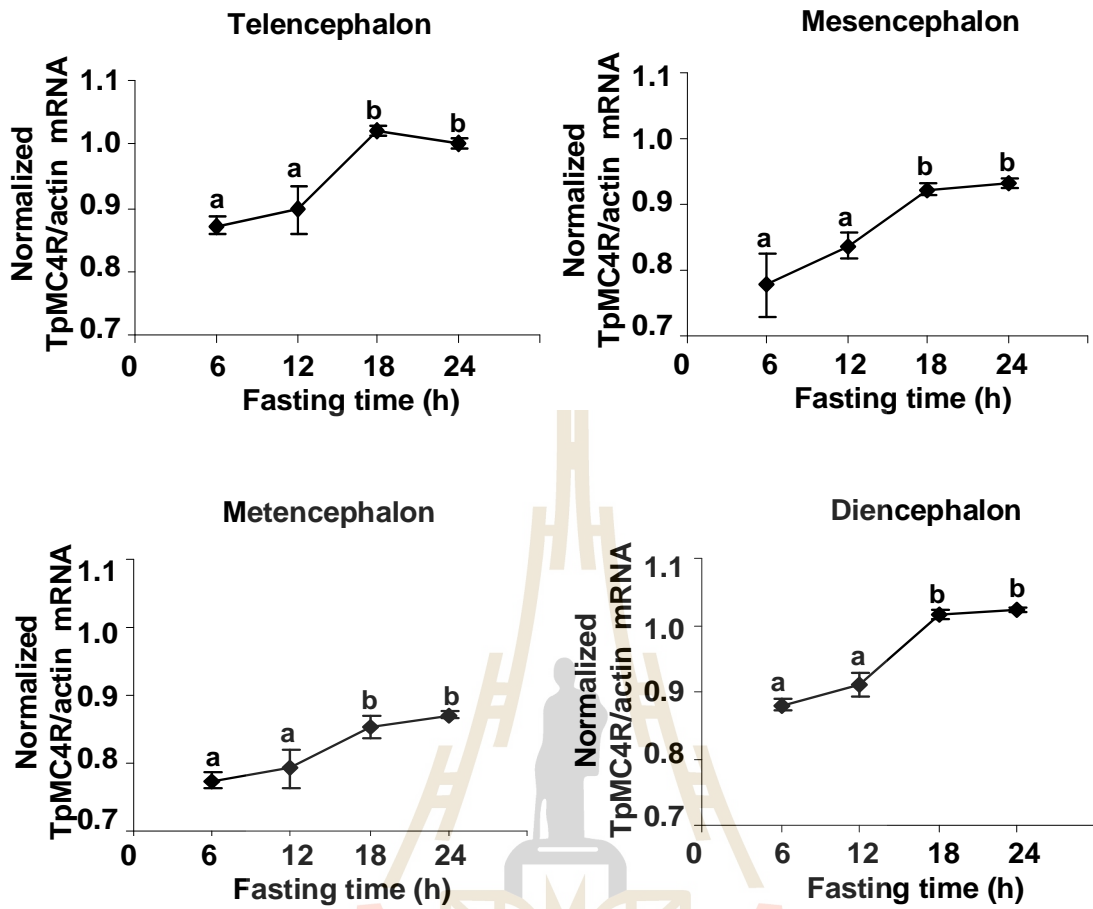 Telencephalon
Normalized
TpMC4R/actin mRNA
1.1
1.0
0.9
0.8
0.7
a
a
b
b
0 6 12 18 24
Fasting time (h)
Mesencephalon
Normalized
TpMC4R/actin mRNA
1.1
1.0
0.9
0.8
0.7
a
a
b
b
0 6 12 18 24
Fasting time (h)
Metencephalon
Normalized
TpMC4R/actin mRNA
1.1
1.0
0.9
0.8
0.7
a
a
b
b
0 6 12 18 24
Fasting time (h)
Diencephalon
Normalized
TpMC4R/actin mRNA
1.1
1.0
0.9
0.8
0.7
a
a
b
b
0 6 12 18 24
Fasting time (h)